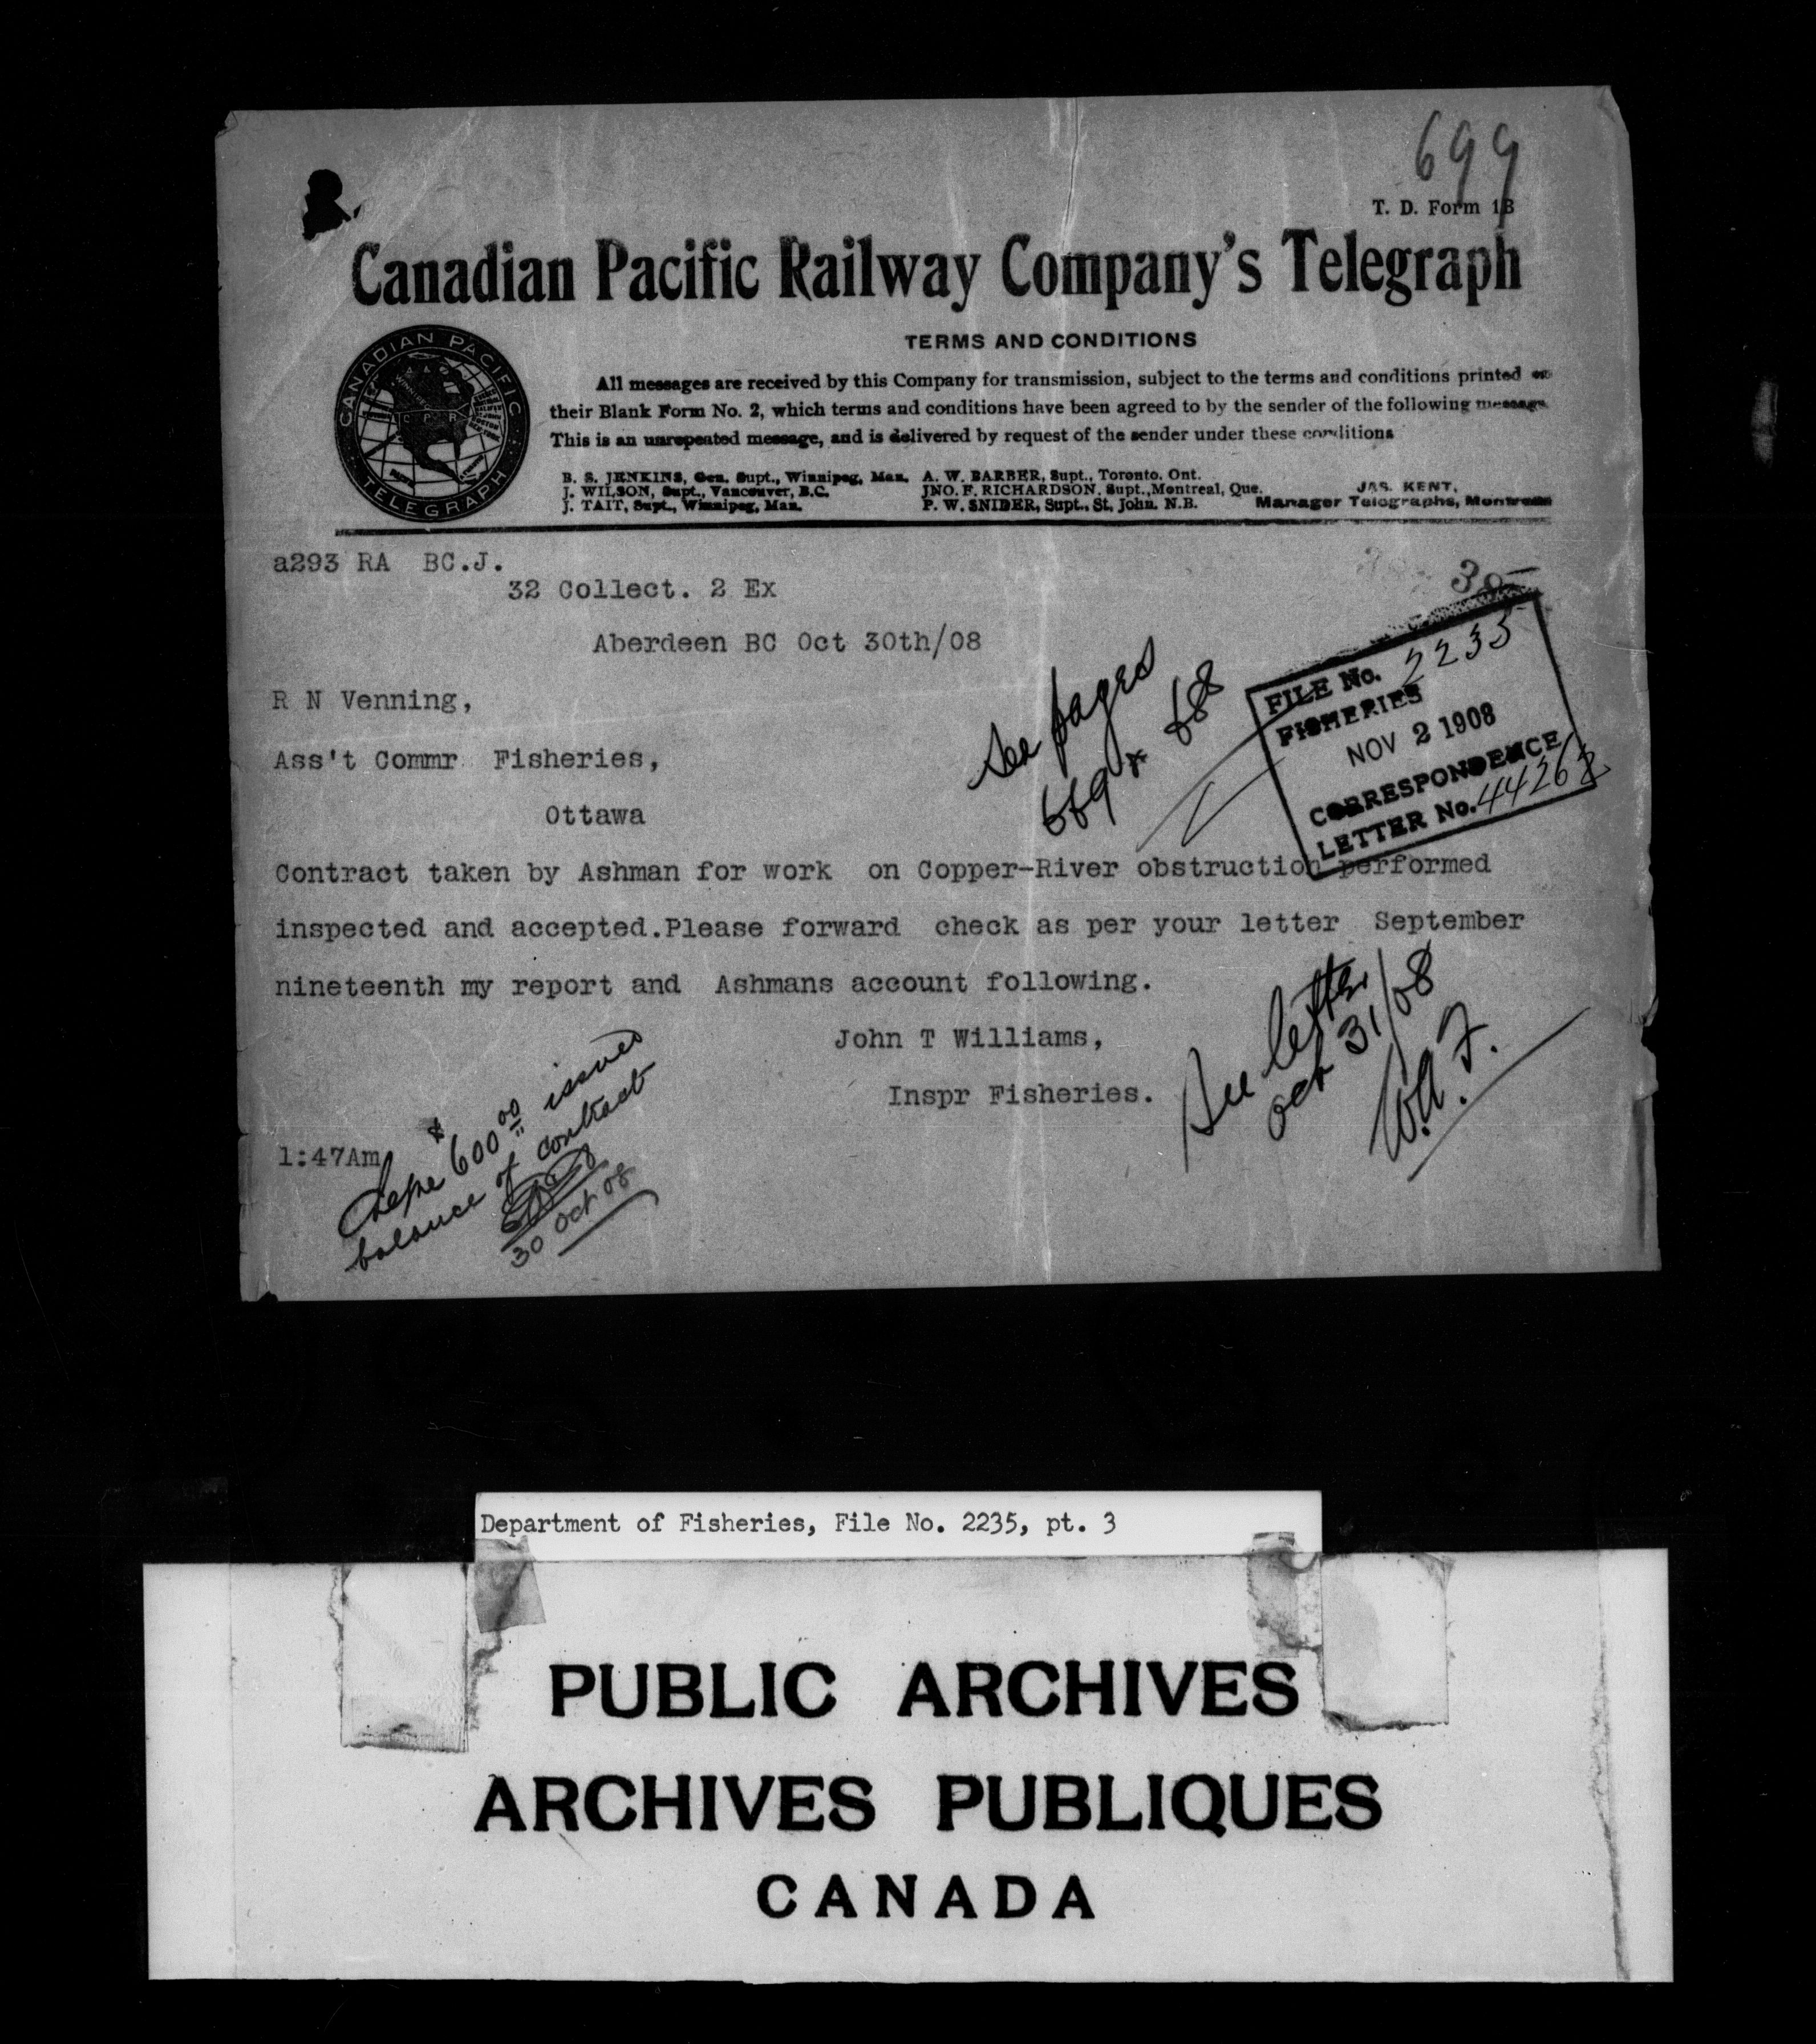 699
T. D. Form 1B
Canadian Pacific Railway Company's Telegraph
CANADIAN PACIFIC
C P R
TELEGRAPH
TERMS AND CONDITIONS
All messages are received by this Company for transmission, subject to the terms and conditions printed on
their Blank Form No. 2, which terms and conditions have been agreed to by the sender of the following message.
This is an unrepeated message, and is delivered by request of the sender under these conditions
B. S. JENKINS, Gen. Supt., Winnipeg, Man.
J. WILSON, Supt., Vancouver, B.C.
J. TAIT, Supt., Winnipeg, Man.
A. W. BARBER, Supt., Toronto. Ont.
JNO. F. RICHARDSON. Supt., Montreal, Que.
P. W. SNIDER, Supt., St. John. N.B.
JAS. KENT,
Manager Telegraphs, Montreal
a293 RA BC.J.
32 Collect. 2 Ex
Aberdeen BC Oct 30th/08
R N Venning,
Ass't Commr Fisheries,
Ottawa
See pages
669 + 688
FILE No. 2235
FISHERIES
NOV 2 1908
CORRESPONDENCE
LETTER No. 44262
Contract taken by Ashman for work on Copper-River obstruction performed
inspected and accepted.Please forward check as per your letter September
nineteenth my report and Ashmans account following.
John T Williams,
Inspr Fisheries.
See letter
Oct 31/08
W.A. F.
1:47Am
Cheque $600.00 issued
balance of contract
30 Oct 08
Department of Fisheries, File No. 2235, pt. 3
PUBLIC ARCHIVES
ARCHIVES PUBLIQUES
CANADA